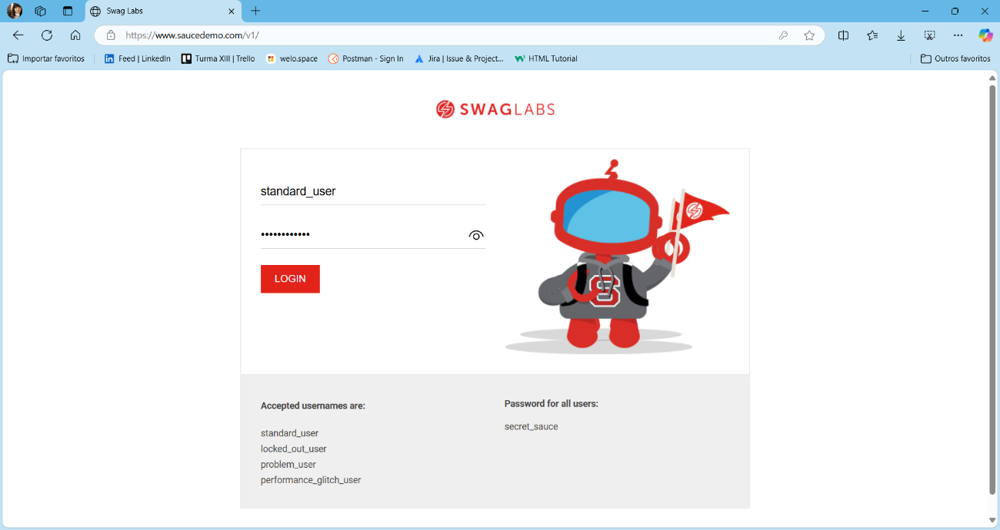 Swag Labs
https://www.saucedemo.com/v1/
Importar favoritos
Feed | LinkedIn
Turma XIII | Trello
welo.space
Postman - Sign In
Jira | Issue & Project...
HTML Tutorial
Outros favoritos
SWAGLABS
standard_user
••••••••••••
LOGIN
S
Accepted usernames are:
standard_user
locked_out_user
problem_user
performance_glitch_user
Password for all users:
secret_sauce